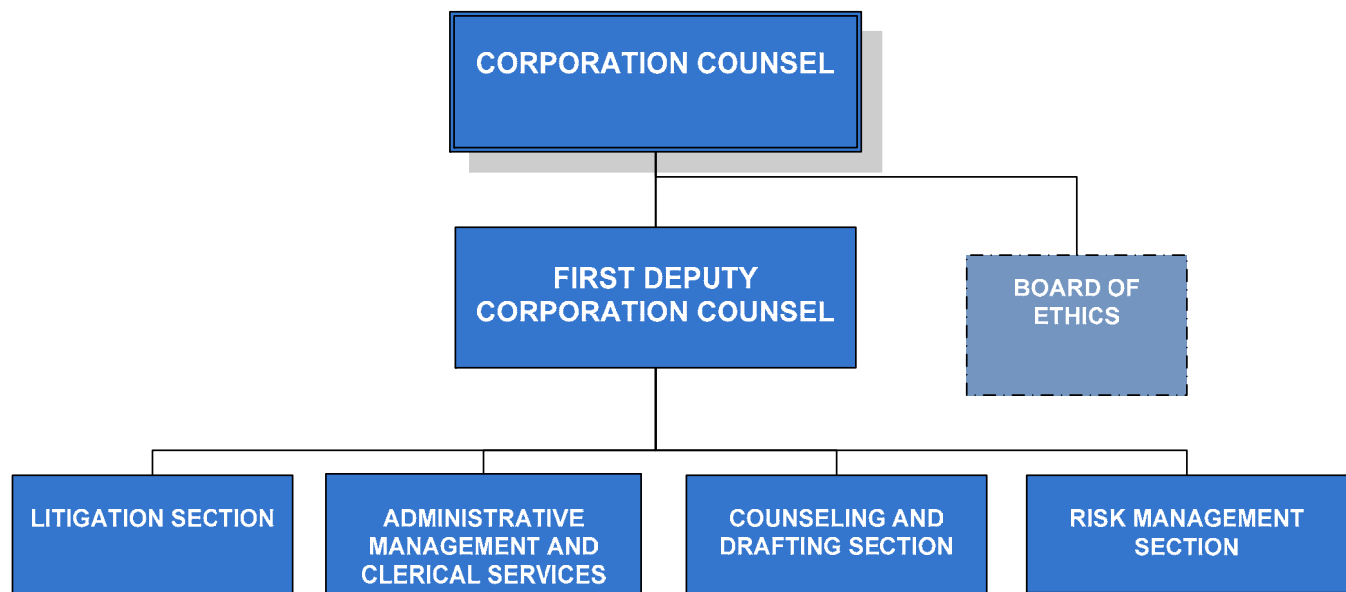 CORPORATION COUNSEL
FIRST DEPUTY
CORPORATION COUNSEL
BOARD OF
ETHICS
LITIGATION SECTION
ADMINISTRATIVE
MANAGEMENT AND
CLERICAL SERVICES
COUNSELING AND
DRAFTING SECTION
RISK MANAGEMENT
SECTION